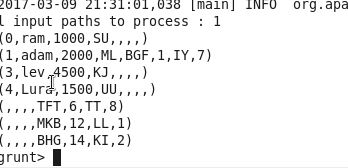 2017-03-09 21:31:01,038 [main] INFO org.apa
l input paths to process : 1
(0,ram,1000,SU,,,,)
(1,adam,2000,ML,BGF,1,IY,7)
(3,lev,4500,KJ,,,,)
(4,Lura,1500,UU,,,,)
(,,,,TFT,6,TT,8)
(,,,,MKB,12,LL,1)
(,,,,BHG,14,KI,2)
grunt>